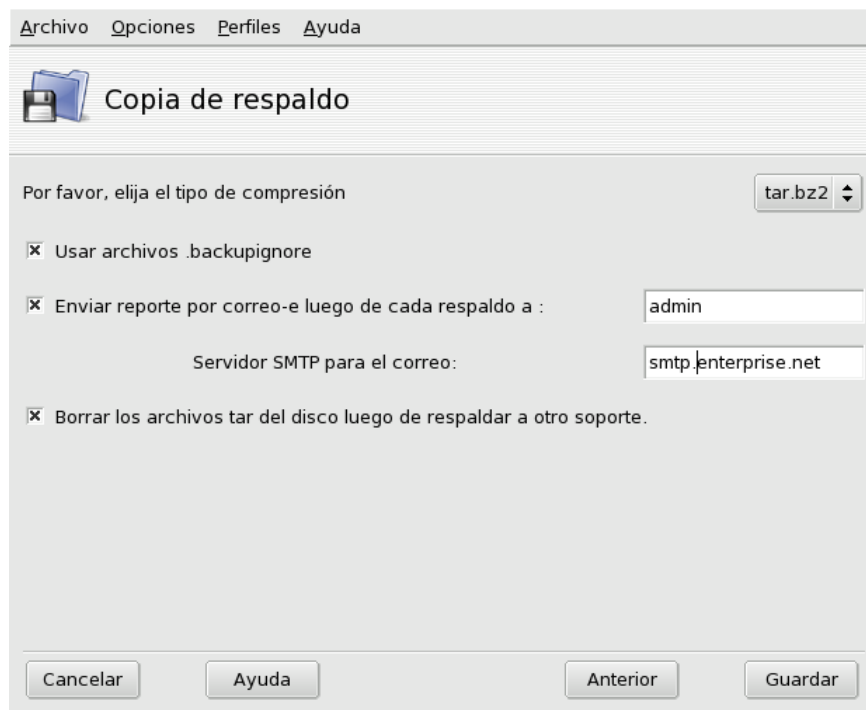 Archivo Opciones Perfiles Ayuda
Copia de respaldo
Por favor, elija el tipo de compresión tar.bz2
Usar archivos .backupignore
Enviar reporte por correo-e luego de cada respaldo a : admin
Servidor SMTP para el correo: smtp.enterprise.net
Borrar los archivos tar del disco luego de respaldar a otro soporte.
Cancelar Ayuda Anterior Guardar